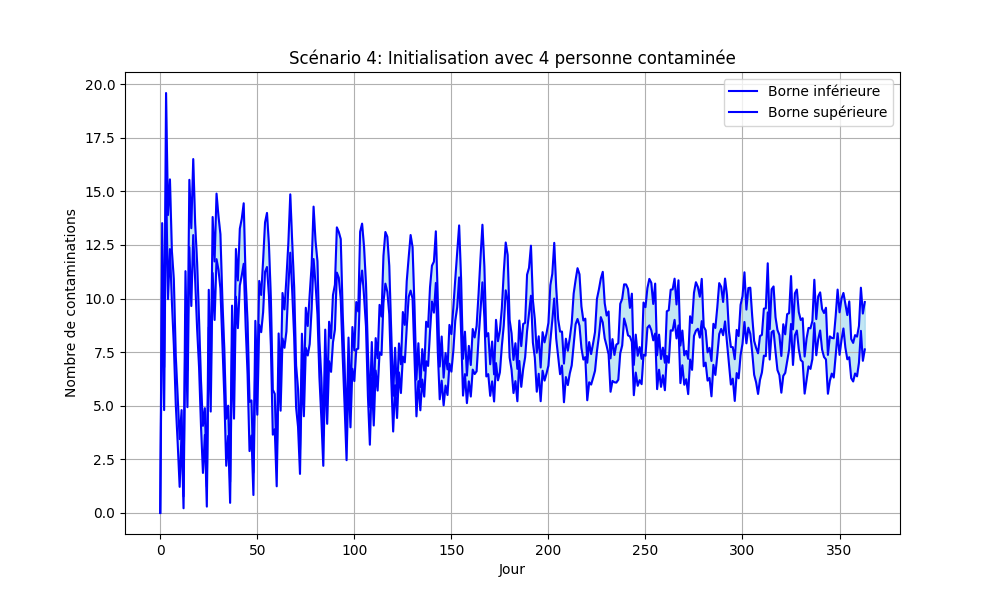 Scénario 4: Initialisation avec 4 personne contaminée
Borne inférieure
Borne supérieure
Nombre de contaminations
20.0
17.5
15.0
12.5
10.0
7.5
5.0
2.5
0.0
0 50 100 150 200 250 300 350
Jour